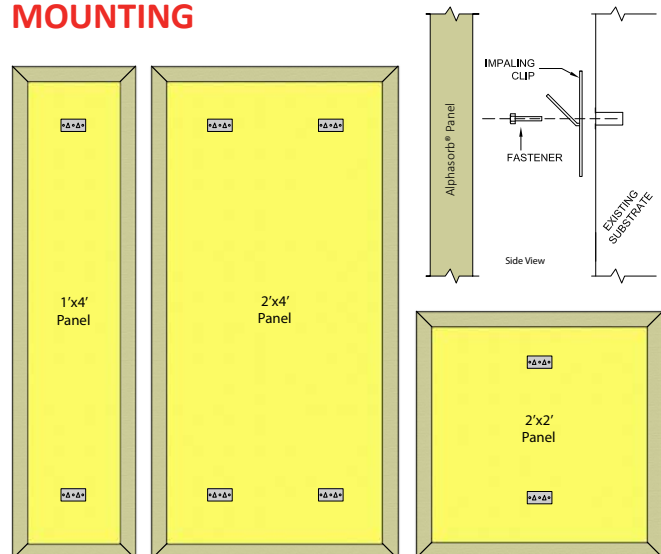 MOUNTING
1'x4'
Panel
2'x4'
Panel
Alphasorb® Panel
IMPALING
CLIP
FASTENER
EXISTING
SUBSTRATE
Side View
2'x2'
Panel